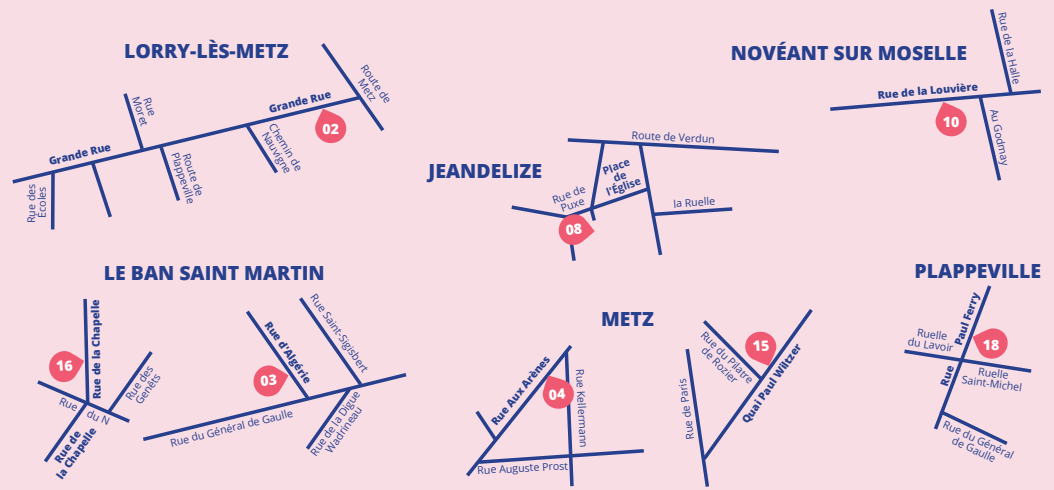 LORRY-LÈS-METZ
Route de
Metz
Grande Rue
02
Rue
Moret
Chemin de
Nauvigne
Grande Rue
Route de
Plappeville
Rue des
Écoles
NOVÉANT SUR MOSELLE
Rue de la Halle
Rue de la Louvière
10
Au Godmay
JEANDELIZE
Route de Verdun
Place
de
l'Église
Rue de
Puxe
la Ruelle
08
LE BAN SAINT MARTIN
Rue de la Chapelle
16
Rue des
Genêts
Rue du N
Rue de
la Chapelle
Rue Saint-Sigisbert
Rue d'Algérie
03
Rue du Général de Gaulle
Rue de la Digue
Wadrineau
METZ
Rue Aux Arènes
04
Rue Kellermann
Rue Auguste Prost
15
Rue du Pilatre
de Rozier
Quai Paul Wiltzer
Rue de Paris
PLAPPEVILLE
Rue Paul Ferry
18
Ruelle
du Lavoir
Ruelle
Saint-Michel
Rue du Général
de Gaulle